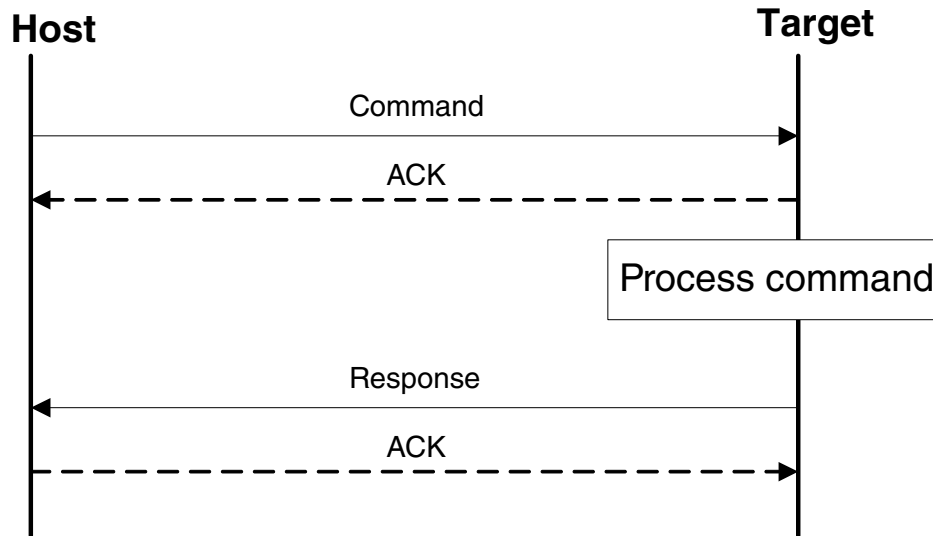 Host
Target
Command
ACK
Process command
Response
ACK